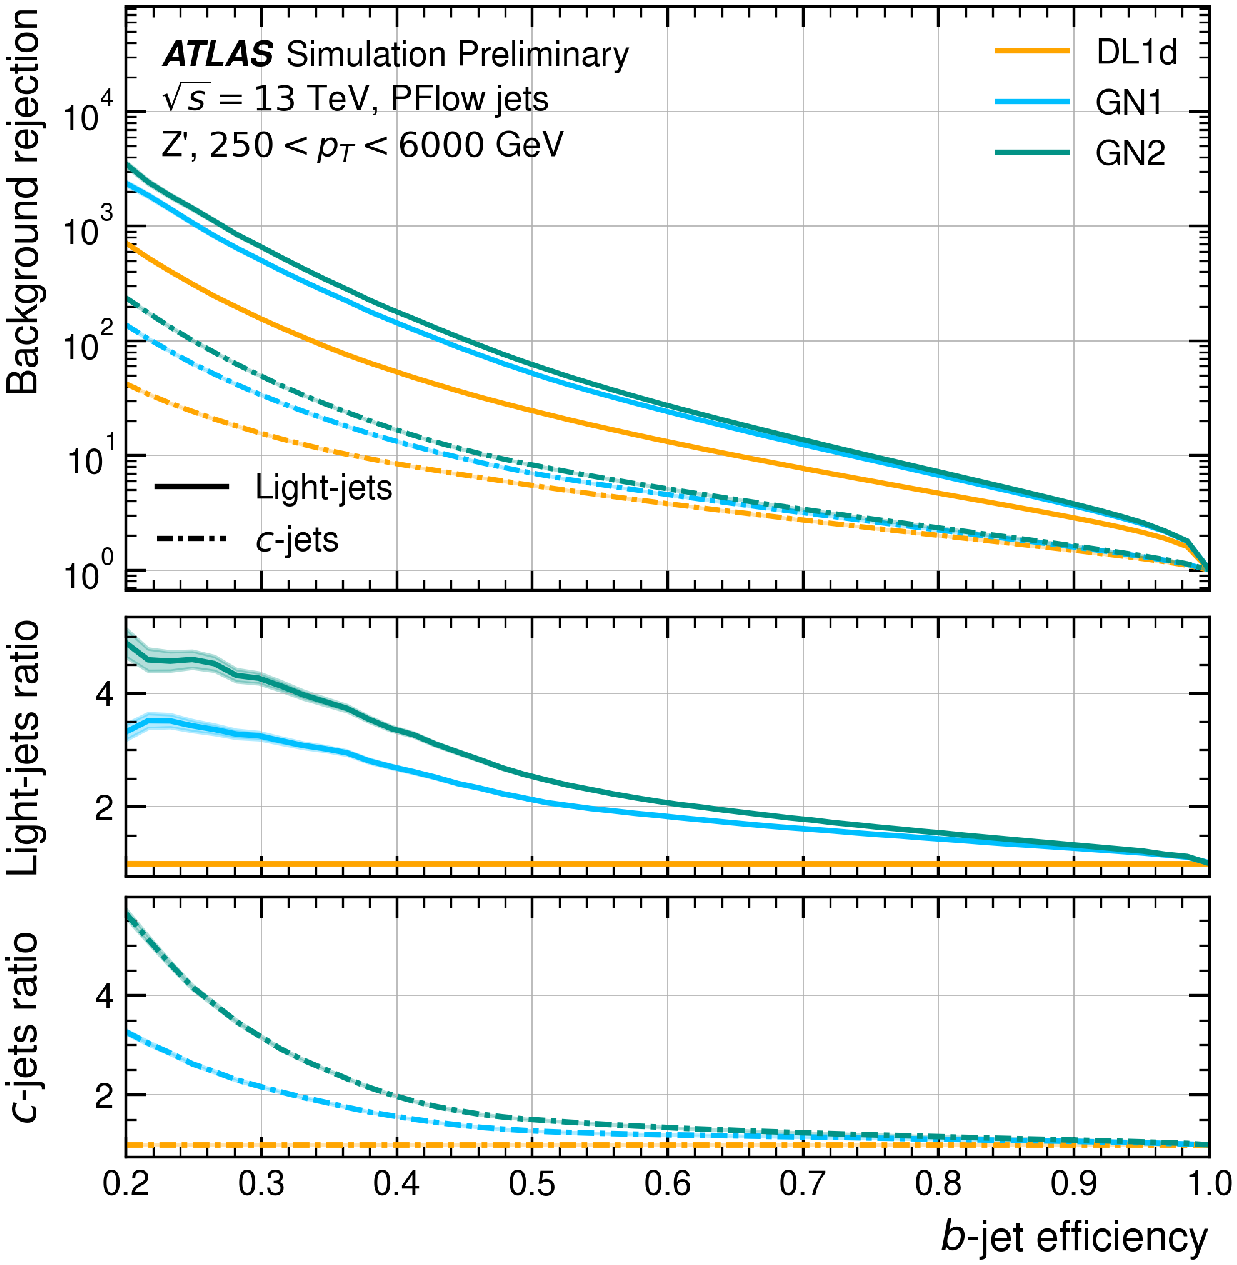 ATLAS Simulation Preliminary
√s = 13 TeV, PFlow jets
Z', 250 < pT < 6000 GeV
DL1d
GN1
GN2
Background rejection
10^4
10^3
10^2
10^1
10^0
Light-jets
c-jets
Light-jets ratio
4
2
c-jets ratio
4
2
0.2 0.3 0.4 0.5 0.6 0.7 0.8 0.9 1.0
b-jet efficiency